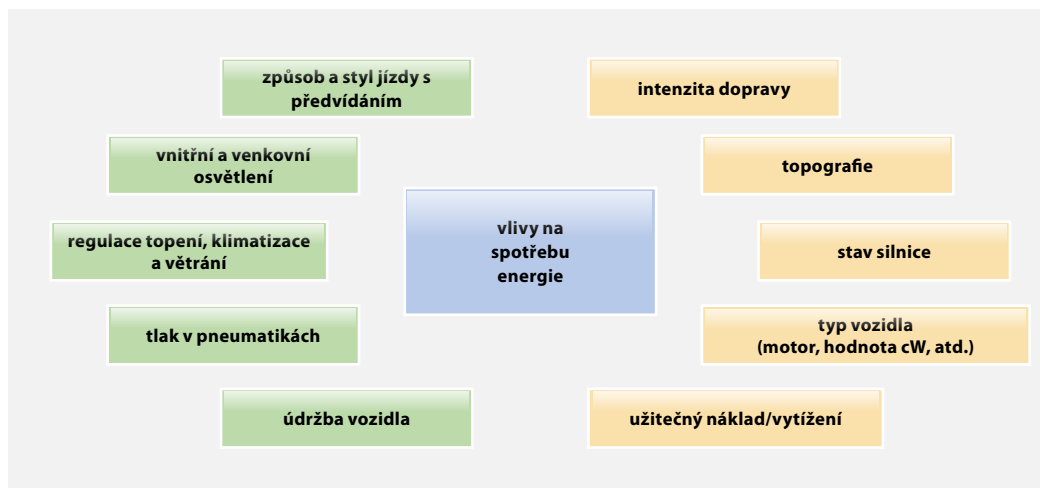 způsob a styl jízdy s
předvídáním
intenzita dopravy
vnitřní a venkovní
osvětlení
topografie
vlivy na
spotřebu
energie
regulace topení, klimatizace
a větrání
stav silnice
tlak v pneumatikách
typ vozidla
(motor, hodnota cW, atd.)
údržba vozidla
užitečný náklad/vytížení